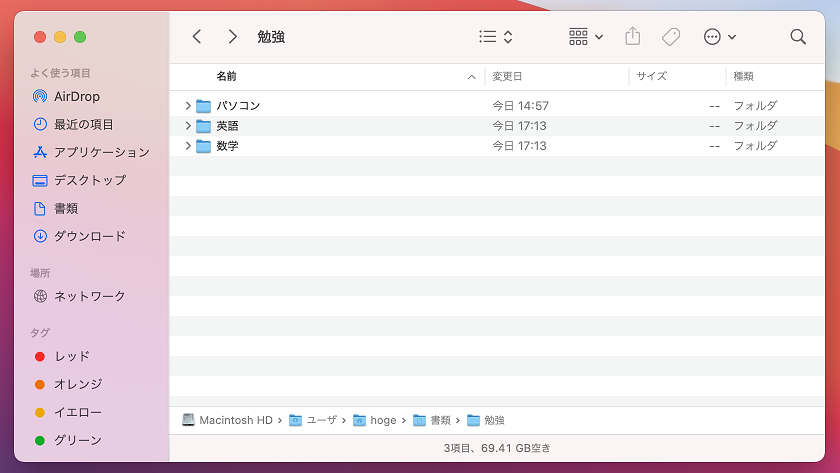 勉強
よく使う項目
AirDrop
最近の項目
アプリケーション
デスクトップ
書類
ダウンロード
場所
ネットワーク
タグ
レッド
オレンジ
イエロー
グリーン
名前 変更日 サイズ 種類
パソコン 今日 14:57 -- フォルダ
英語 今日 17:13 -- フォルダ
数学 今日 17:13 -- フォルダ
Macintosh HD › ユーザ › hoge › 書類 › 勉強
3項目、69.41 GB空き